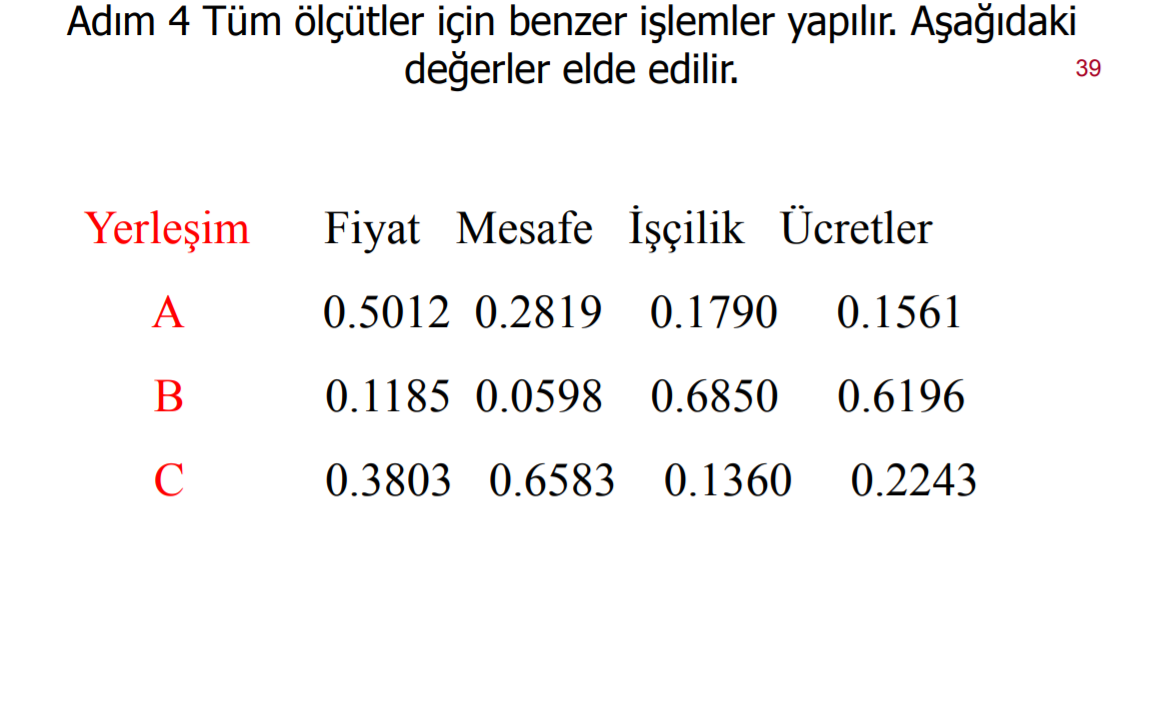 Adım 4 Tüm ölçütler için benzer işlemler yapılır. Aşağıdaki
değerler elde edilir.
39
Yerleşim Fiyat Mesafe İşçilik Ücretler
A 0.5012 0.2819 0.1790 0.1561
B 0.1185 0.0598 0.6850 0.6196
C 0.3803 0.6583 0.1360 0.2243